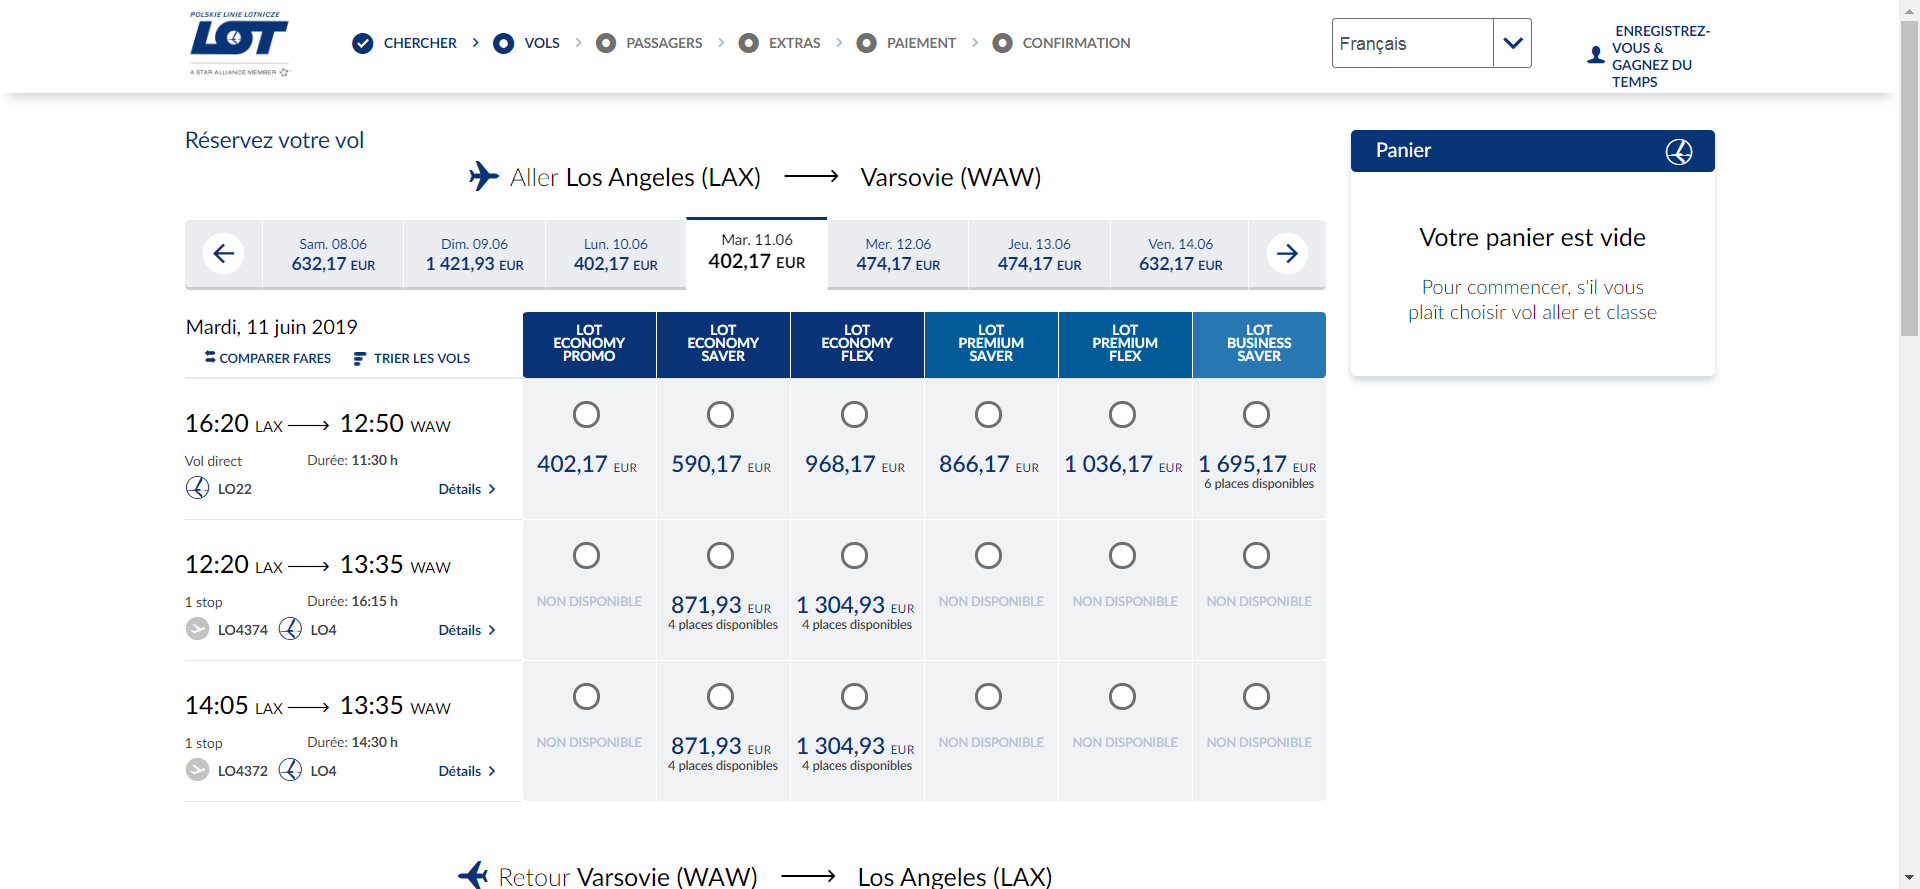 POLSKIE LINIE LOTNICZE
LOT
A STAR ALLIANCE MEMBER
CHERCHER
VOLS
PASSAGERS
EXTRAS
PAIEMENT
CONFIRMATION
Français
ENREGISTREZ-
VOUS &
GAGNEZ DU
TEMPS
Réservez votre vol
Aller Los Angeles (LAX) Varsovie (WAW)
Sam. 08.06
632,17 EUR
Dim. 09.06
1 421,93 EUR
Lun. 10.06
402,17 EUR
Mar. 11.06
402,17 EUR
Mer. 12.06
474,17 EUR
Jeu. 13.06
474,17 EUR
Ven. 14.06
632,17 EUR
Panier
Votre panier est vide
Pour commencer, s'il vous
plaît choisir vol aller et classe
Mardi, 11 juin 2019
COMPARER FARES
TRIER LES VOLS
LOT
ECONOMY
PROMO
LOT
ECONOMY
SAVER
LOT
ECONOMY
FLEX
LOT
PREMIUM
SAVER
LOT
PREMIUM
FLEX
LOT
BUSINESS
SAVER
16:20 LAX 12:50 WAW
Vol direct
Durée: 11:30 h
LO22
Détails
402,17 EUR
590,17 EUR
968,17 EUR
866,17 EUR
1 036,17 EUR
1 695,17 EUR
6 places disponibles
12:20 LAX 13:35 WAW
1 stop
Durée: 16:15 h
LO4374
LO4
Détails
NON DISPONIBLE
871,93 EUR
4 places disponibles
1 304,93 EUR
4 places disponibles
NON DISPONIBLE
NON DISPONIBLE
NON DISPONIBLE
14:05 LAX 13:35 WAW
1 stop
Durée: 14:30 h
LO4372
LO4
Détails
NON DISPONIBLE
871,93 EUR
4 places disponibles
1 304,93 EUR
4 places disponibles
NON DISPONIBLE
NON DISPONIBLE
NON DISPONIBLE
Retour Varsovie (WAW) Los Angeles (LAX)